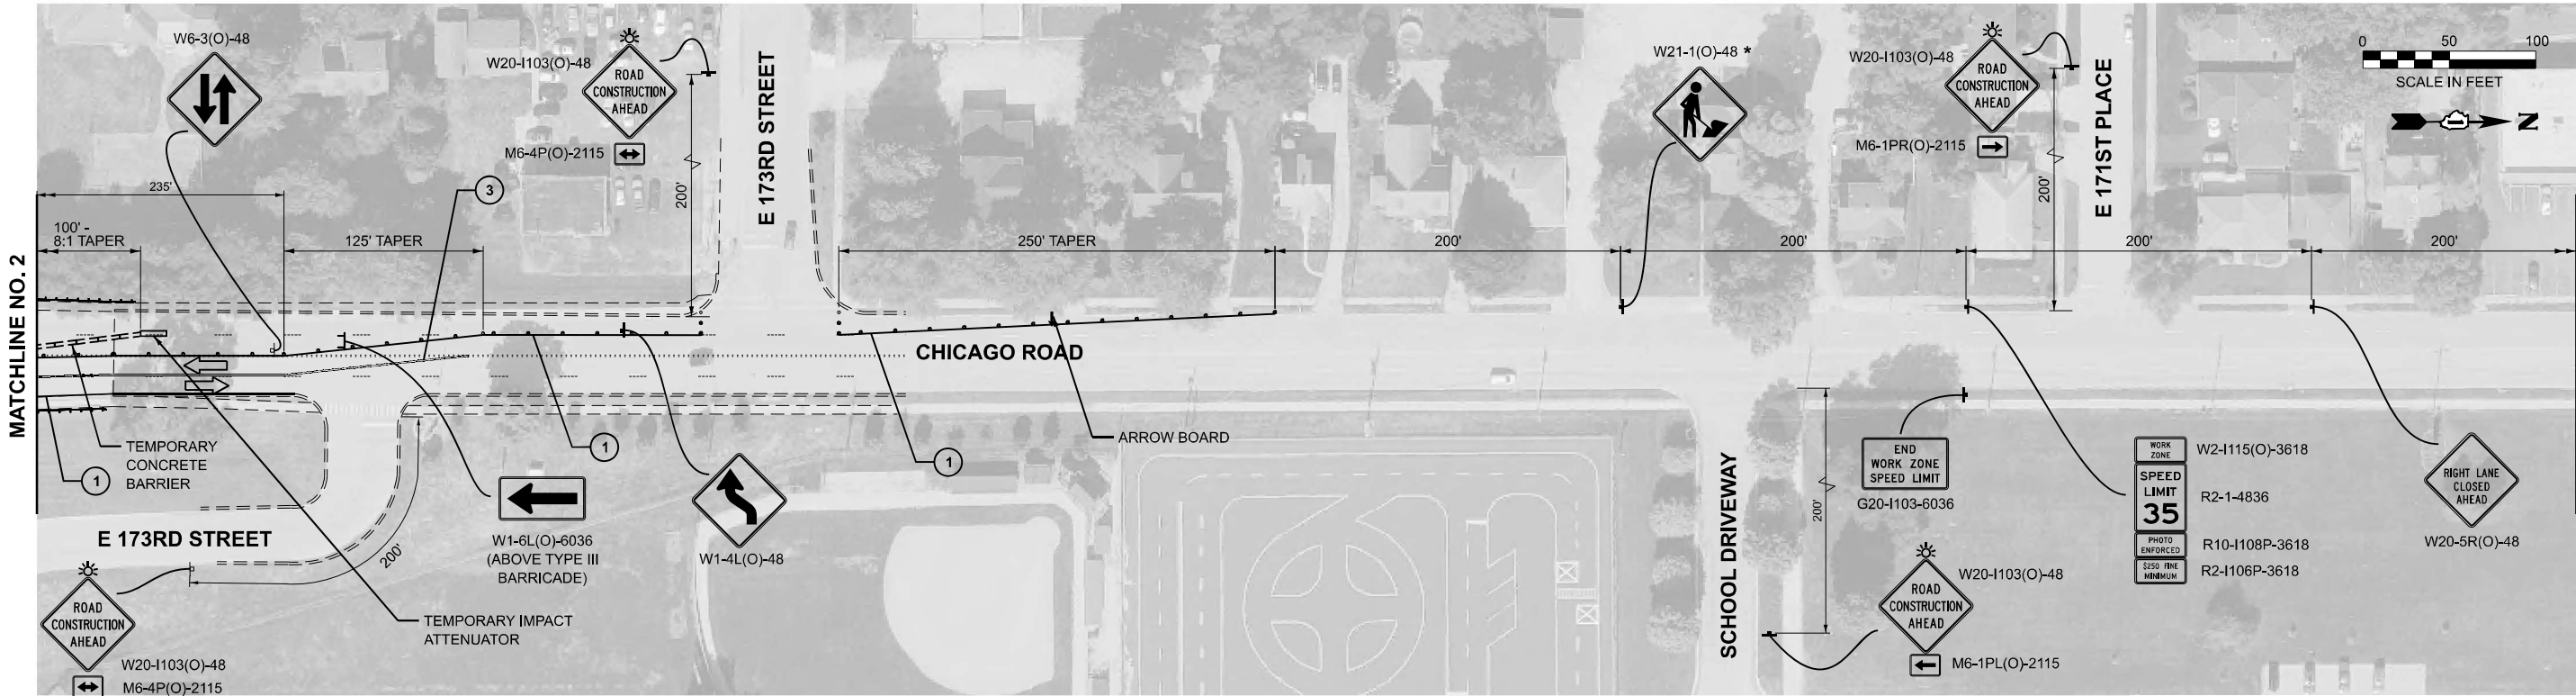 W6-3(O)-48
W20-I103(O)-48
ROAD
CONSTRUCTION
AHEAD
M6-4P(O)-2115
E 173RD STREET
200'
W21-1(O)-48 *
W20-I103(O)-48
ROAD
CONSTRUCTION
AHEAD
M6-1PR(O)-2115
200'
E 171ST PLACE
0 50 100
SCALE IN FEET
N
MATCHLINE NO. 2
235'
100' -
8:1 TAPER
125' TAPER
3
250' TAPER
200'
200'
200'
200'
CHICAGO ROAD
TEMPORARY
CONCRETE
BARRIER
1
1
1
ARROW BOARD
E 173RD STREET
200'
W1-6L(O)-6036
(ABOVE TYPE III
BARRICADE)
W1-4L(O)-48
TEMPORARY IMPACT
ATTENUATOR
ROAD
CONSTRUCTION
AHEAD
W20-I103(O)-48
M6-4P(O)-2115
SCHOOL DRIVEWAY
200'
END
WORK ZONE
SPEED LIMIT
G20-I103-6036
W20-I103(O)-48
ROAD
CONSTRUCTION
AHEAD
M6-1PL(O)-2115
WORK
ZONE
W2-I115(O)-3618
SPEED
LIMIT
35
R2-1-4836
PHOTO
ENFORCED
R10-I108P-3618
$250 FINE
MINIMUM
R2-I106P-3618
RIGHT LANE
CLOSED
AHEAD
W20-5R(O)-48